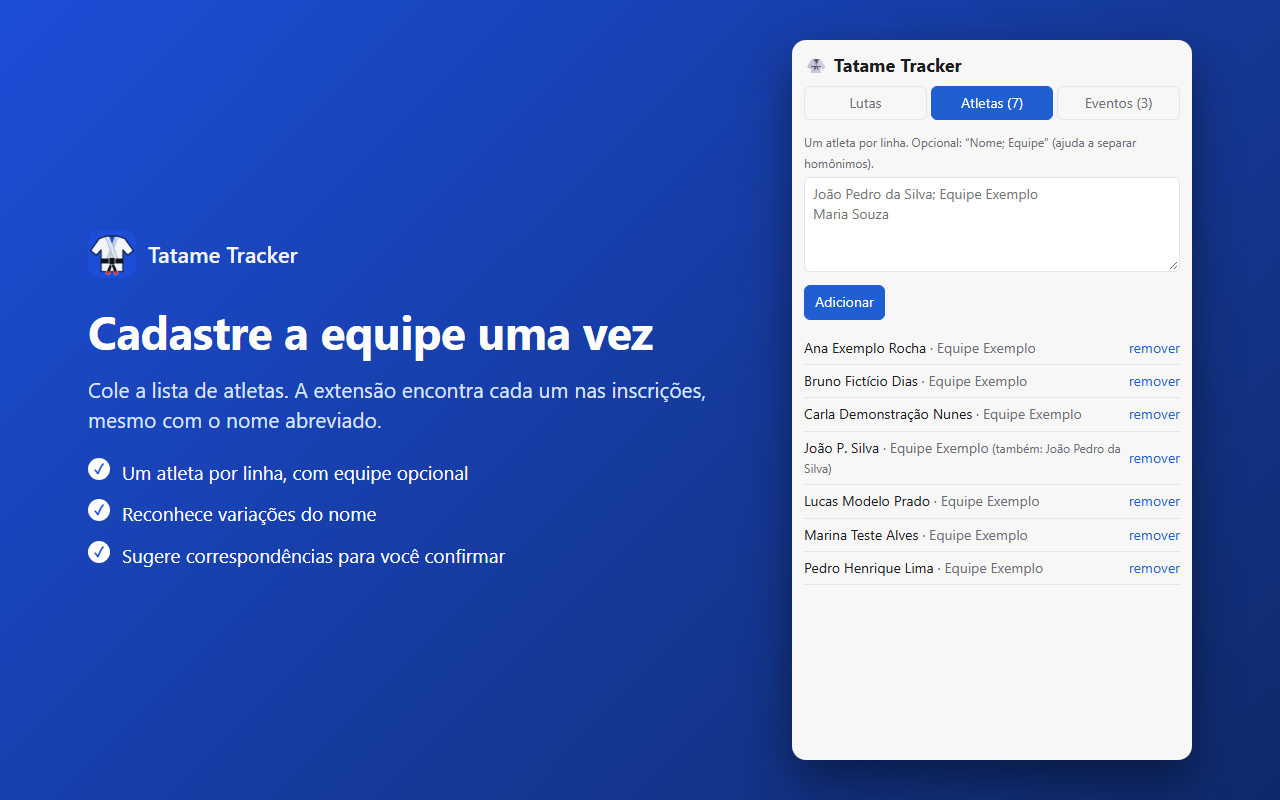 Tatame Tracker
Cadastre a equipe uma vez
Cole a lista de atletas. A extensão encontra cada um nas inscrições,
mesmo com o nome abreviado.
Um atleta por linha, com equipe opcional
Reconhece variações do nome
Sugere correspondências para você confirmar
Tatame Tracker
Lutas
Atletas (7)
Eventos (3)
Um atleta por linha. Opcional: “Nome; Equipe” (ajuda a separar
homônimos).
João Pedro da Silva; Equipe Exemplo
Maria Souza
Adicionar
Ana Exemplo Rocha · Equipe Exemplo remover
Bruno Fictício Dias · Equipe Exemplo remover
Carla Demonstração Nunes · Equipe Exemplo remover
João P. Silva · Equipe Exemplo (também: João Pedro da
Silva) remover
Lucas Modelo Prado · Equipe Exemplo remover
Marina Teste Alves · Equipe Exemplo remover
Pedro Henrique Lima · Equipe Exemplo remover